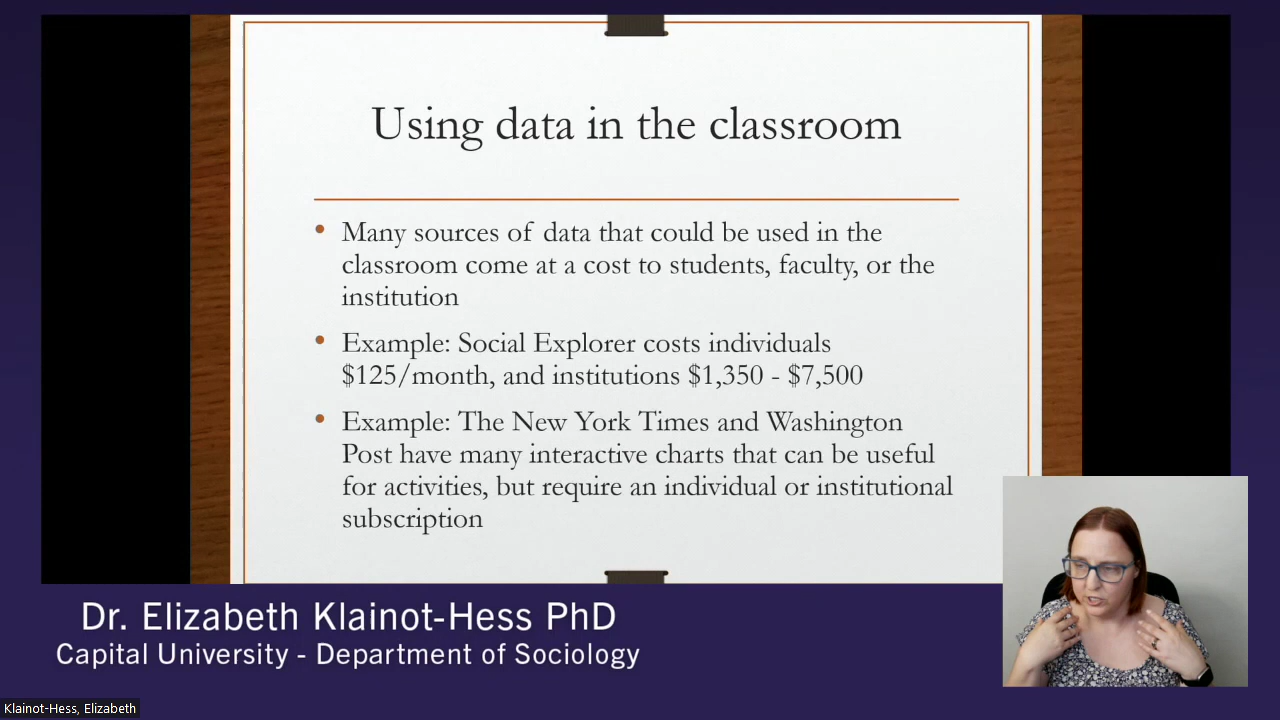 Using data in the classroom
• Many sources of data that could be used in the
classroom come at a cost to students, faculty, or the
institution
• Example: Social Explorer costs individuals
$125/month, and institutions $1,350 - $7,500
• Example: The New York Times and Washington
Post have many interactive charts that can be useful
for activities, but require an individual or institutional
subscription
Dr. Elizabeth Klainot-Hess PhD
Capital University - Department of Sociology
Klainot-Hess, Elizabeth